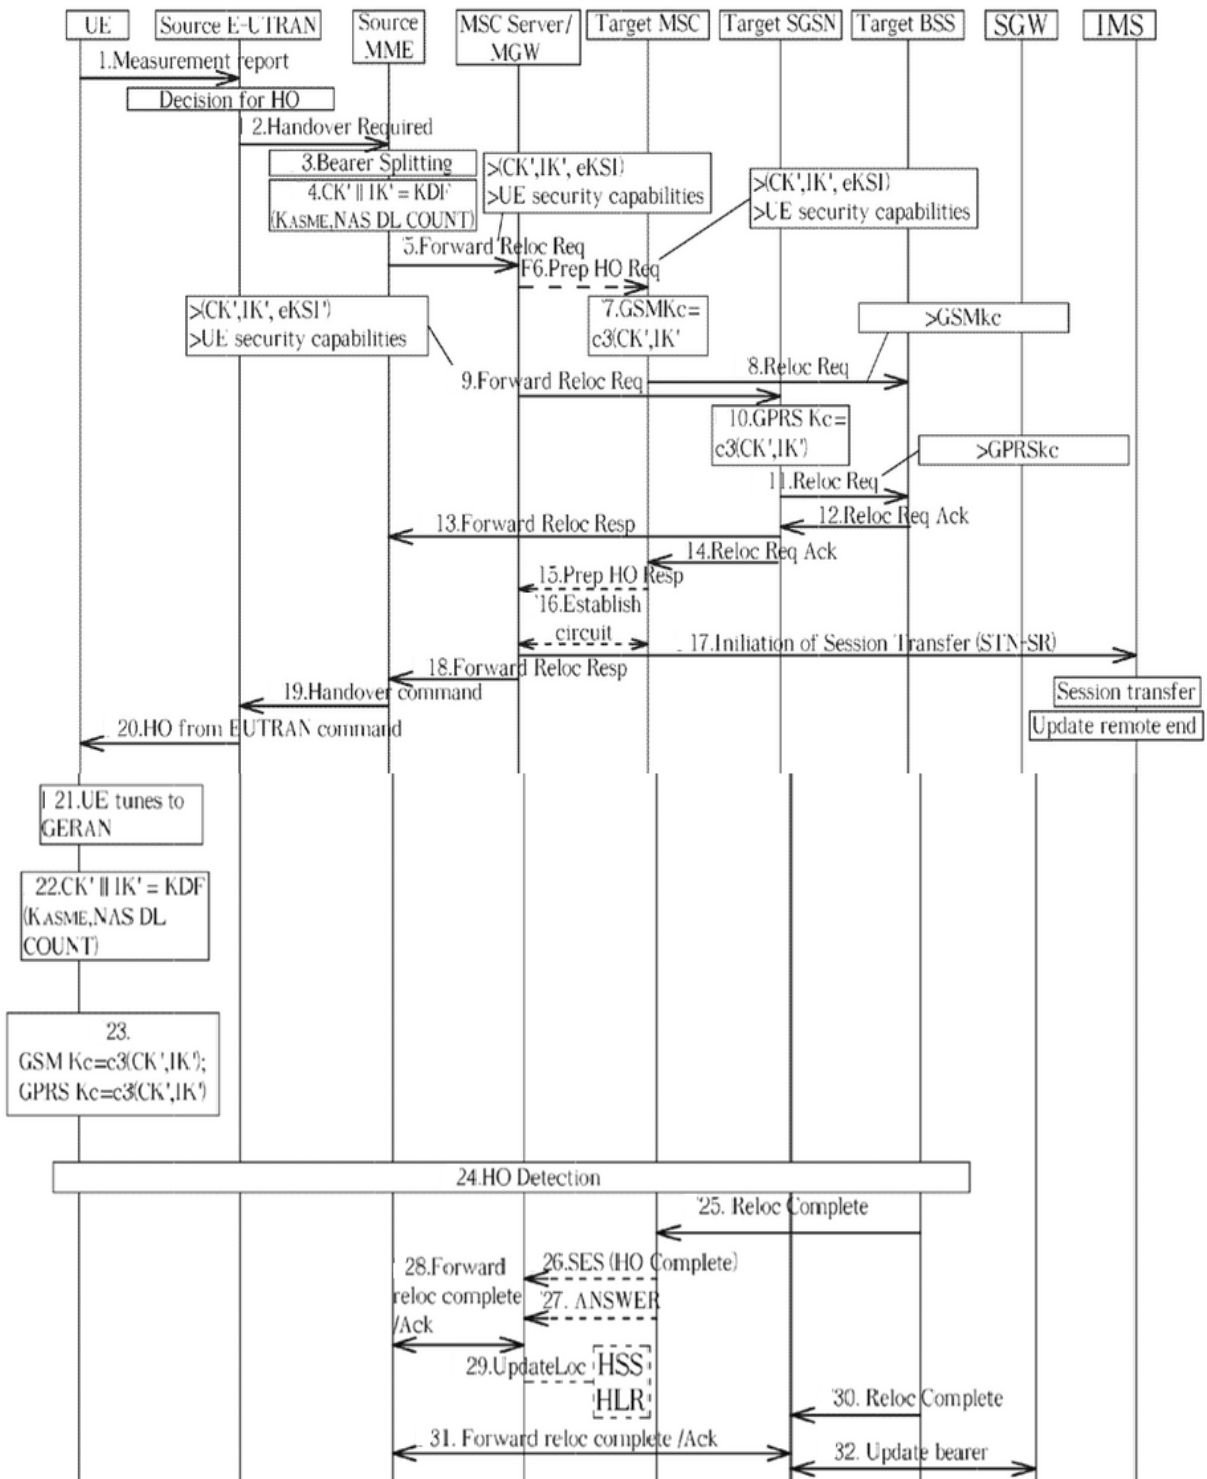 UE
Source E-UTRAN
Source
MME
MSC Server/
MGW
Target MSC
Target SGSN
Target BSS
SGW
IMS
1.Measurement report
Decision for HO
2.Handover Required
3.Bearer Splitting
4.CK' || IK' = KDF
(KASME,NAS DL COUNT)
>(CK',IK', eKSI)
>UE security capabilities
>(CK',IK', eKSI)
>UE security capabilities
5.Forward Reloc Req
F6.Prep HO Req
>(CK',IK', eKSI')
>UE security capabilities
7.GSMKc=
c3(CK',IK'
>GSMkc
8.Reloc Req
9.Forward Reloc Req
10.GPRS Kc=
c3(CK',IK')
>GPRSkc
11.Reloc Req
12.Reloc Req Ack
13.Forward Reloc Resp
14.Reloc Req Ack
15.Prep HO Resp
16.Establish
circuit
17.Iniliation of Session Transfer (STN-SR)
18.Forward Reloc Resp
19.Handover command
Session transfer
20.HO from EUTRAN command
Update remote end
21.UE tunes to
GERAN
22.CK' || IK' = KDF
(KASME,NAS DL
COUNT)
23.
GSM Kc=c3(CK',IK');
GPRS Kc=c3(CK',IK')
24.HO Detection
25. Reloc Complete
26.SES (HO Complete)
28.Forward
reloc complete
/Ack
27. ANSWER
29.UpdateLoc
HSS
HLR
30. Reloc Complete
31. Forward reloc complete /Ack
32. Update bearer